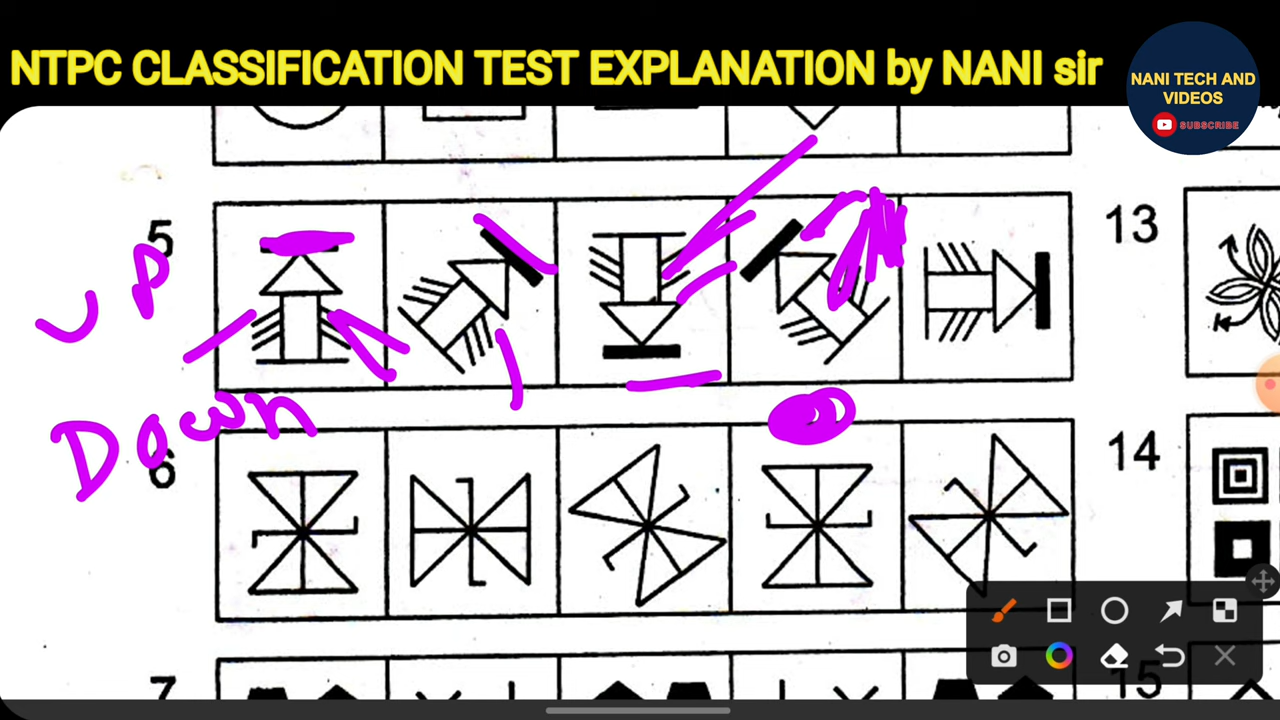 NTPC CLASSIFICATION TEST EXPLANATION by NANI sir
NANI TECH AND
VIDEOS
SUBSCRIBE
5
13
UP
Down
6
14
7
15